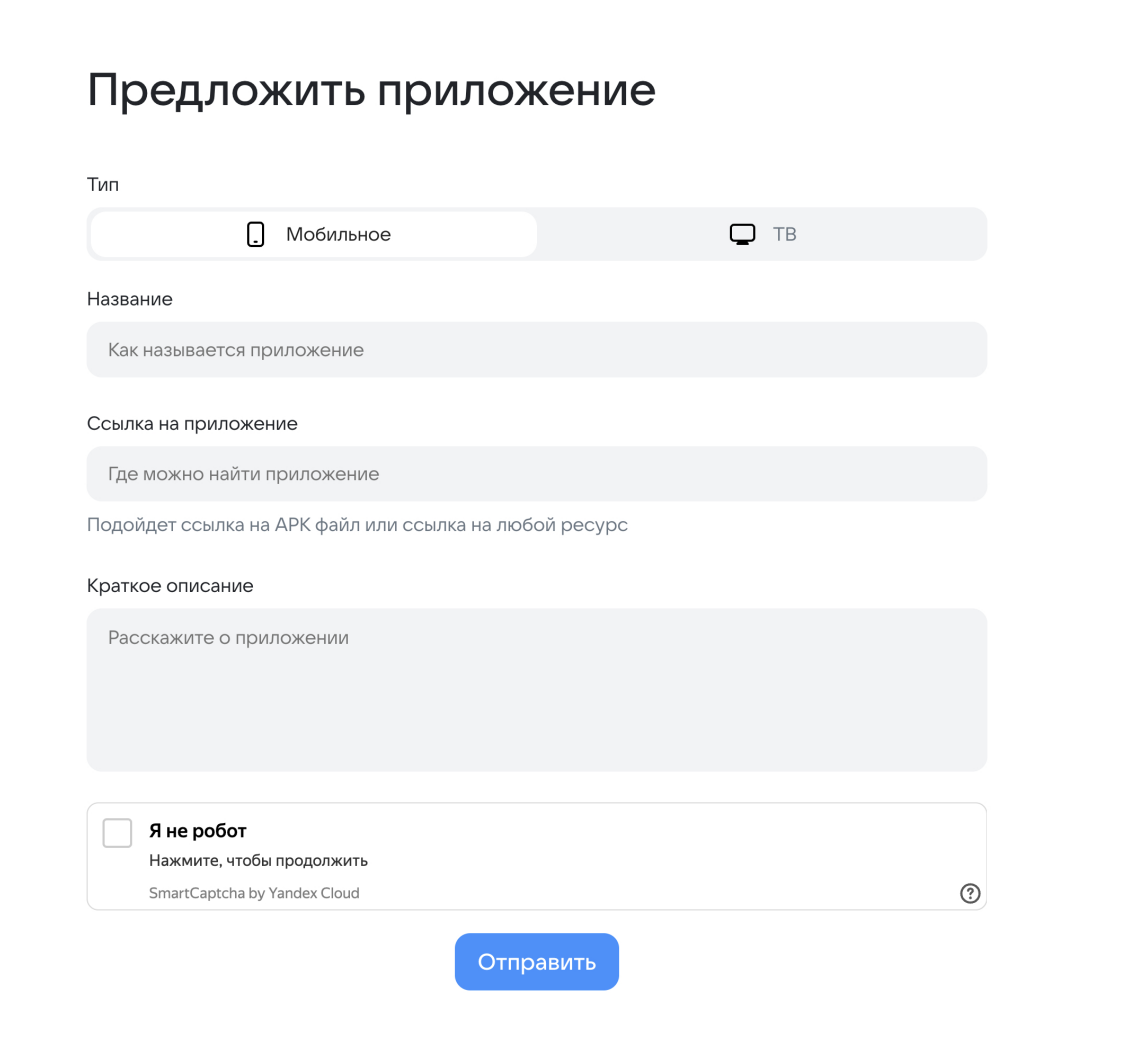 Предложить приложение
Тип
Мобильное ТВ
Название
Как называется приложение
Ссылка на приложение
Где можно найти приложение
Подойдет ссылка на APK файл или ссылка на любой ресурс
Краткое описание
Расскажите о приложении
Я не робот
Нажмите, чтобы продолжить
SmartCaptcha by Yandex Cloud
Отправить